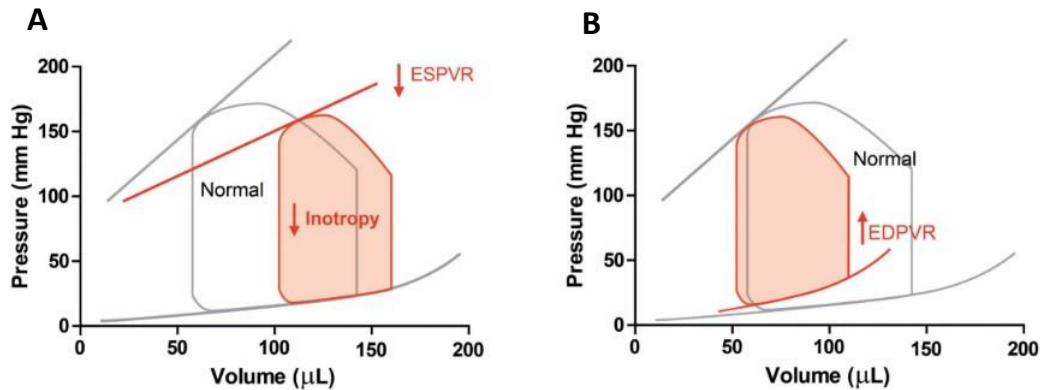 A
Pressure (mm Hg)
200
150
100
50
0
↓ ESPVR
Normal
↓ Inotropy
0 50 100 150 200
Volume (μL)
B
Pressure (mm Hg)
200
150
100
50
0
Normal
↑ EDPVR
0 50 100 150 200
Volume (μL)